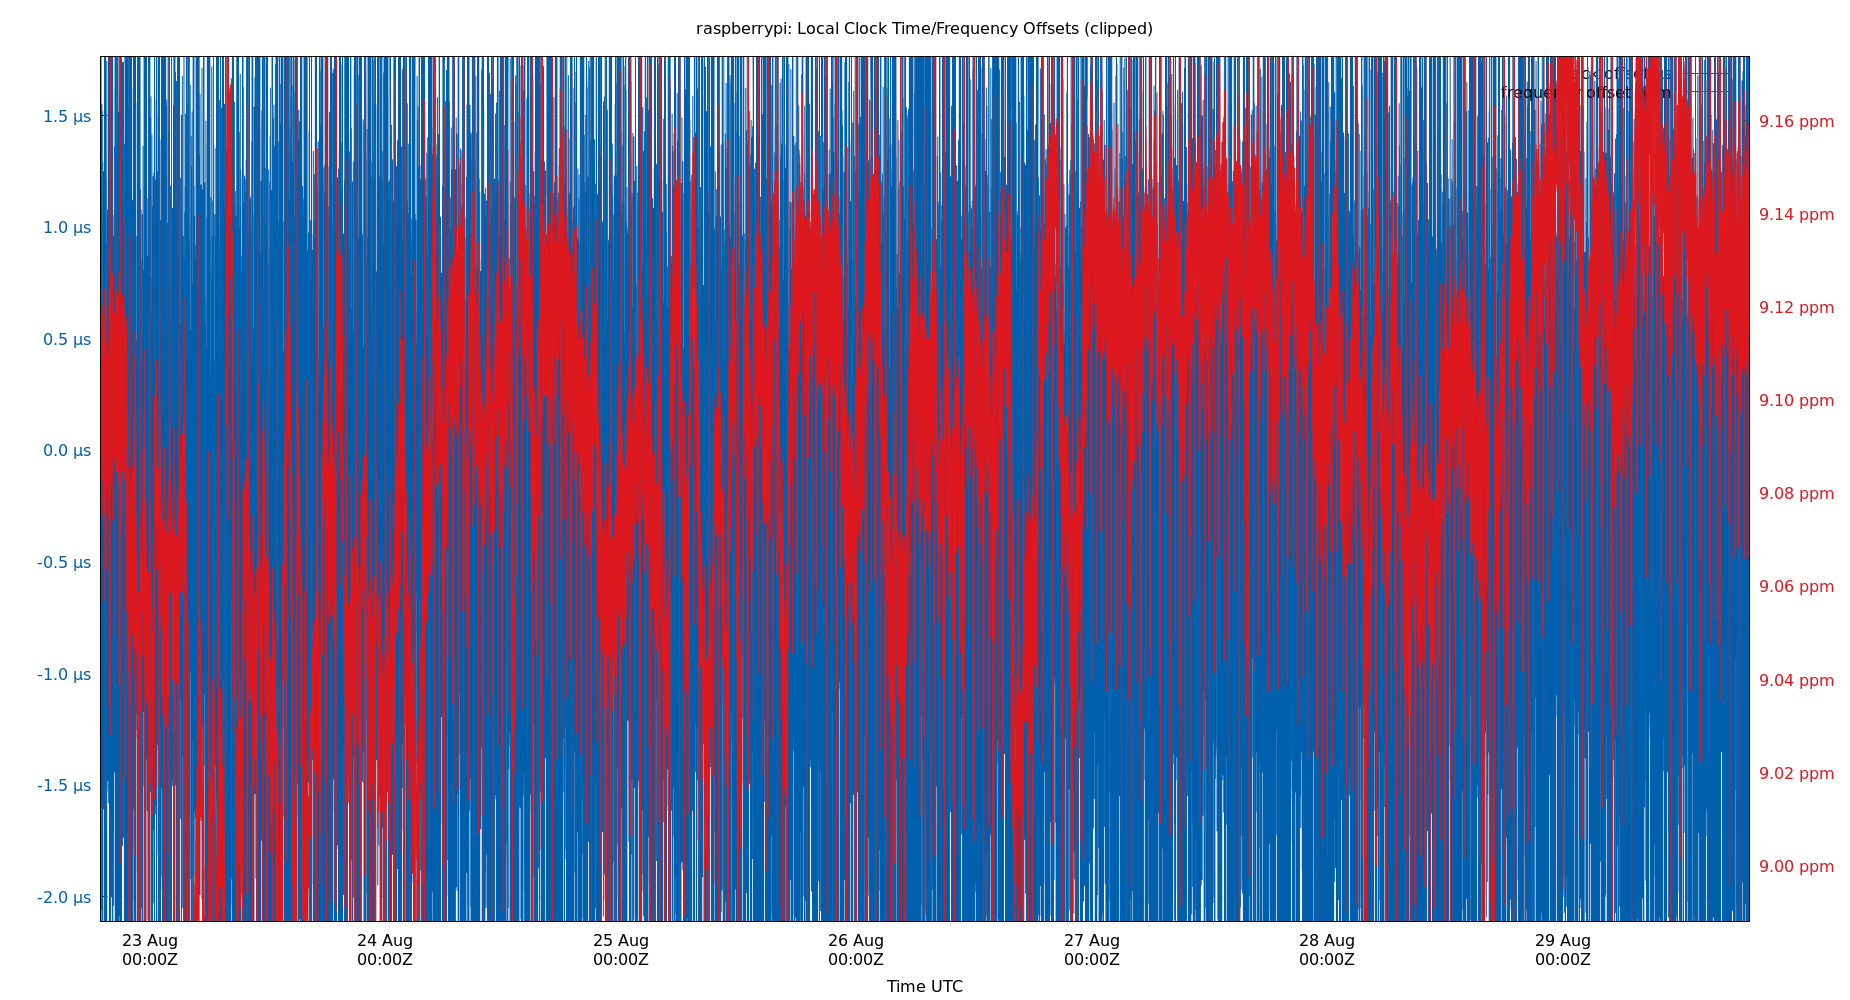 raspberrypi: Local Clock Time/Frequency Offsets (clipped)
offset
offset
1.5 µs
1.0 µs
0.5 µs
0.0 µs
-0.5 µs
-1.0 µs
-1.5 µs
-2.0 µs
9.16 ppm
9.14 ppm
9.12 ppm
9.10 ppm
9.08 ppm
9.06 ppm
9.04 ppm
9.02 ppm
9.00 ppm
23 Aug
00:00Z
24 Aug
00:00Z
25 Aug
00:00Z
26 Aug
00:00Z
27 Aug
00:00Z
28 Aug
00:00Z
29 Aug
00:00Z
Time UTC